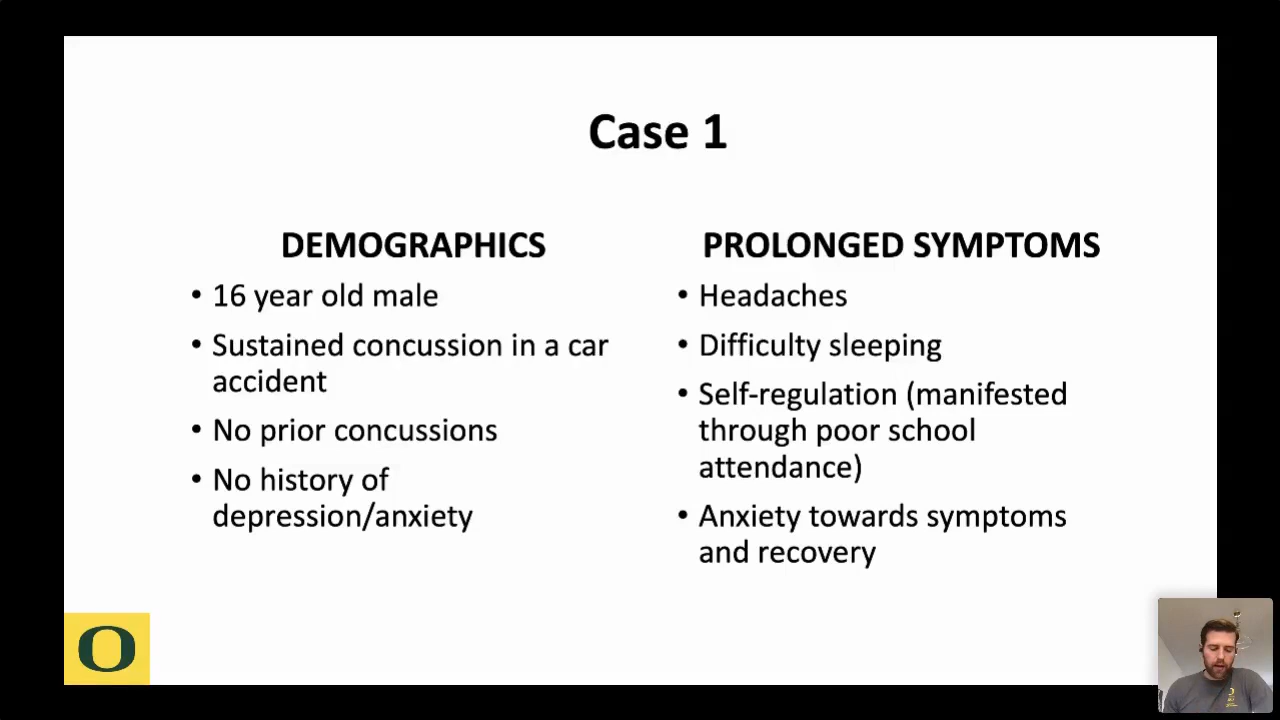 Case 1
DEMOGRAPHICS
• 16 year old male
• Sustained concussion in a car
accident
• No prior concussions
• No history of
depression/anxiety
PROLONGED SYMPTOMS
• Headaches
• Difficulty sleeping
• Self-regulation (manifested
through poor school
attendance)
• Anxiety towards symptoms
and recovery
O